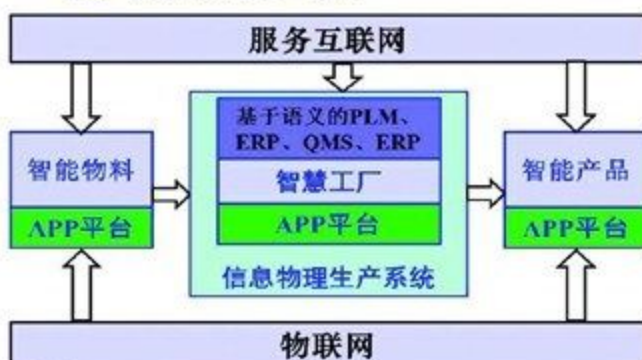 服务互联网
基于语义的PLM、
ERP、QMS、ERP
智能物料
智慧工厂
智能产品
APP平台
APP平台
APP平台
信息物理生产系统
物联网